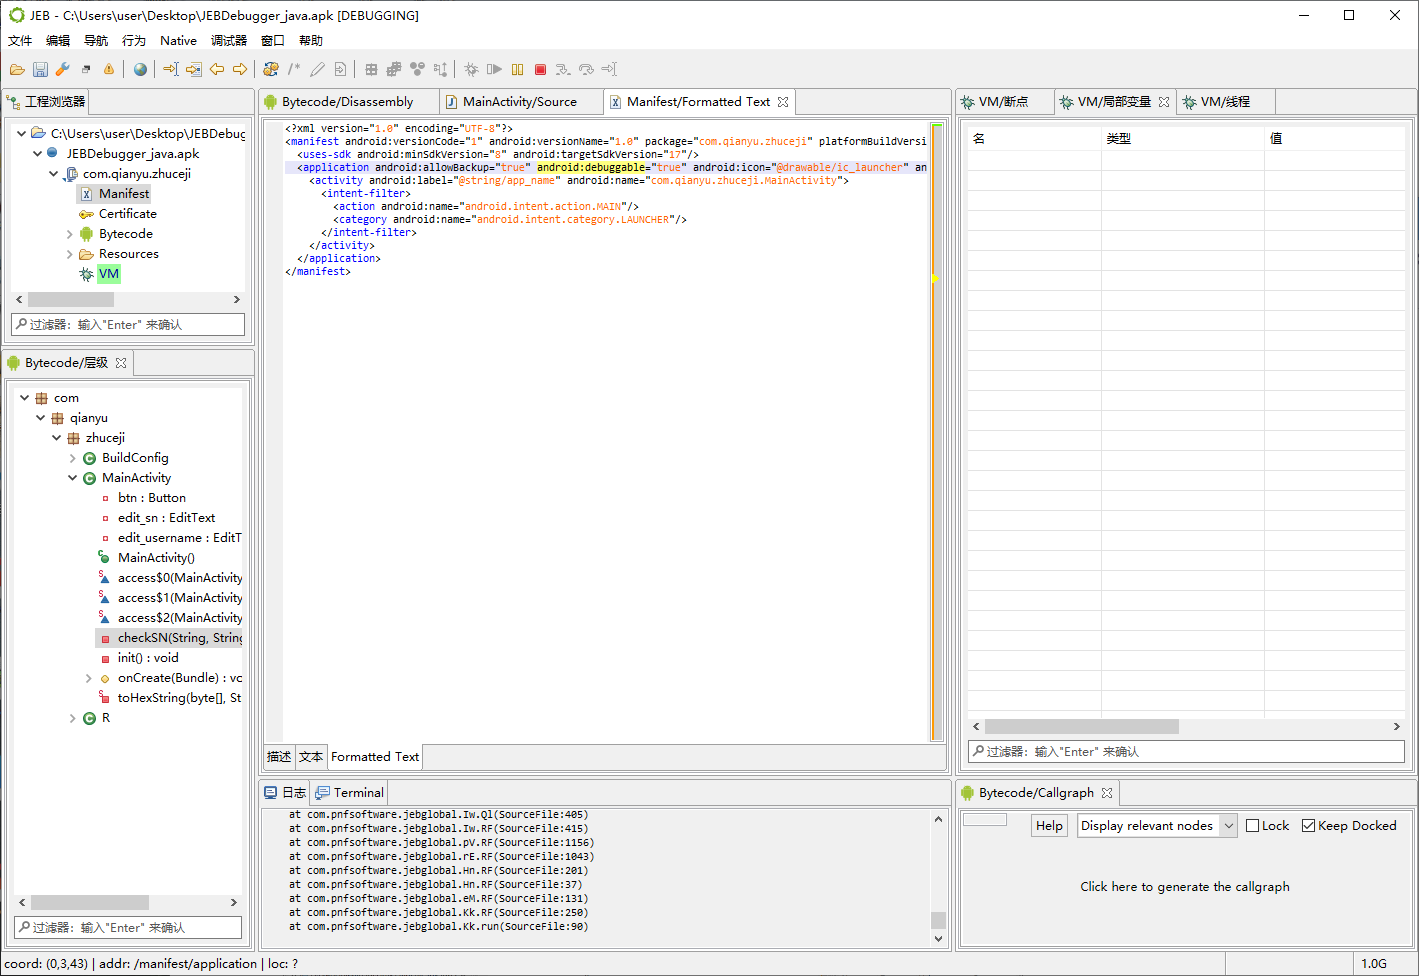 JEB - C:\Users\user\Desktop\JEBDebugger_java.apk [DEBUGGING]
文件 编辑 导航 行为 Native 调试器 窗口 帮助
工程浏览器
C:\Users\user\Desktop\JEBDebug
JEBDebugger_java.apk
com.qianyu.zhuceji
Manifest
Certificate
Bytecode
Resources
VM
过滤器: 输入"Enter" 来确认
Bytecode/层级
com
qianyu
zhuceji
BuildConfig
MainActivity
btn : Button
edit_sn : EditText
edit_username : EditT
MainActivity()
access$0(MainActivity
access$1(MainActivity
access$2(MainActivity
checkSN(String, String
init() : void
onCreate(Bundle) : vo
toHexString(byte[], St
R
过滤器: 输入"Enter" 来确认
Bytecode/Disassembly MainActivity/Source Manifest/Formatted Text
<?xml version="1.0" encoding="UTF-8"?>
<manifest android:versionCode="1" android:versionName="1.0" package="com.qianyu.zhuceji" platformBuildVersi
<uses-sdk android:minSdkVersion="8" android:targetSdkVersion="17"/>
<application android:allowBackup="true" android:debuggable="true" android:icon="@drawable/ic_launcher" an
<activity android:label="@string/app_name" android:name="com.qianyu.zhuceji.MainActivity">
<intent-filter>
<action android:name="android.intent.action.MAIN"/>
<category android:name="android.intent.category.LAUNCHER"/>
</intent-filter>
</activity>
</application>
</manifest>
描述 文本 Formatted Text
日志 Terminal
at com.pnfsoftware.jebglobal.Iw.Ql(SourceFile:405)
at com.pnfsoftware.jebglobal.Iw.RF(SourceFile:415)
at com.pnfsoftware.jebglobal.pV.RF(SourceFile:1156)
at com.pnfsoftware.jebglobal.rE.RF(SourceFile:1043)
at com.pnfsoftware.jebglobal.Hn.RF(SourceFile:201)
at com.pnfsoftware.jebglobal.Hn.RF(SourceFile:37)
at com.pnfsoftware.jebglobal.eM.RF(SourceFile:131)
at com.pnfsoftware.jebglobal.Kk.RF(SourceFile:250)
at com.pnfsoftware.jebglobal.Kk.run(SourceFile:90)
VM/断点 VM/局部变量 VM/线程
名 类型 值
过滤器: 输入"Enter" 来确认
Bytecode/Callgraph
Help Display relevant nodes Lock Keep Docked
Click here to generate the callgraph
coord: (0,3,43) | addr: /manifest/application | loc: ?
1.0G